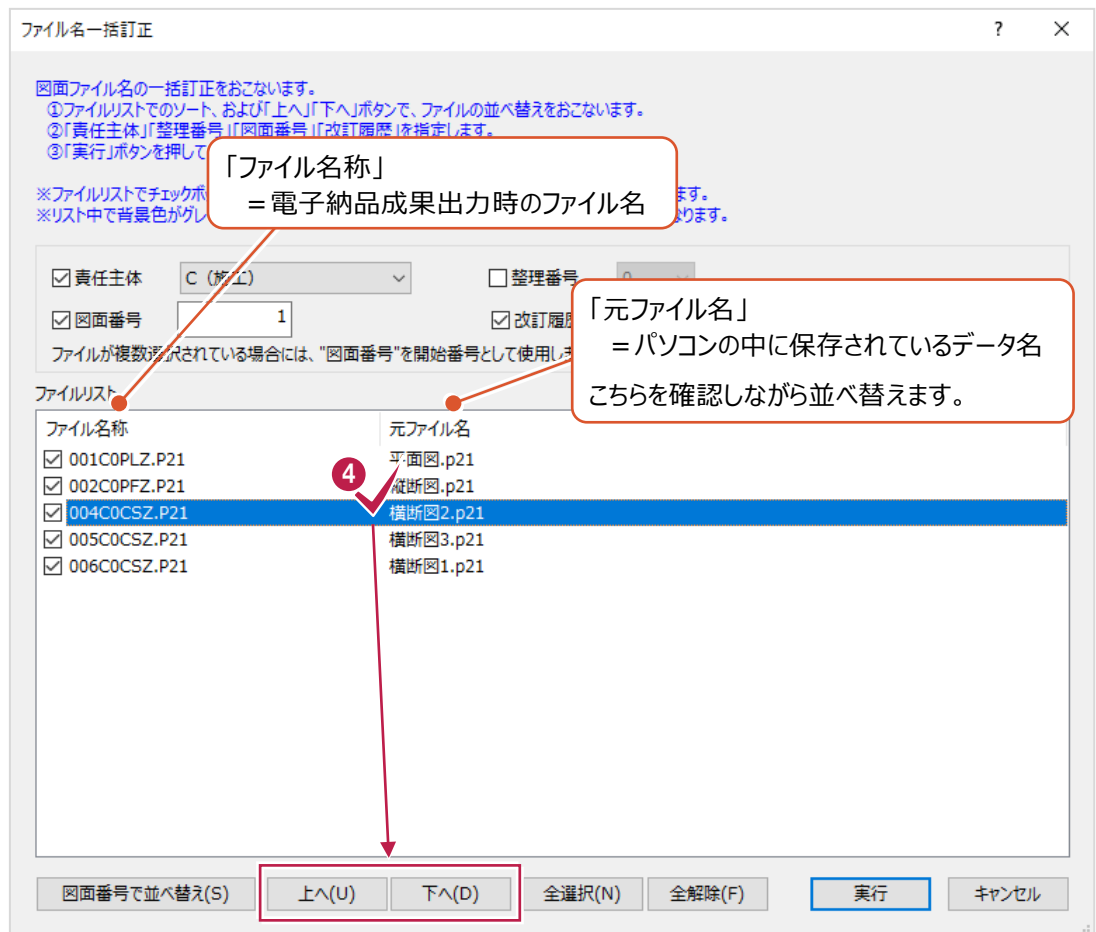 ファイル名一括訂正
?
図面ファイル名の一括訂正をおこないます。
①ファイルリストでのソート、および「上へ」「下へ」ボタンで、ファイルの並べ替えをおこないます。
②「責任主体」「整理番号」「図面番号」「改訂履歴」を指定します。
③「実行」ボタンを押して
※ファイルリストでチェックボ
ます。
※リスト中で背景色がグレ
なります。
「ファイル名称」
=電子納品成果出力時のファイル名
責任主体
C(施工)
整理番号
図面番号
1
改訂履歴
ファイルが複数選択されている場合には、"図面番号"を開始番号として使用しま
「元ファイル名」
=パソコンの中に保存されているデータ名
こちらを確認しながら並べ替えます。
ファイルリスト
ファイル名称 元ファイル名
001C0PLZ.P21 平面図.p21
002C0PFZ.P21 縦断図.p21
4
004C0CSZ.P21 横断図2.p21
005C0CSZ.P21 横断図3.p21
006C0CSZ.P21 横断図1.p21
図面番号で並べ替え(S) 上へ(U) 下へ(D) 全選択(N) 全解除(F) 実行 キャンセル